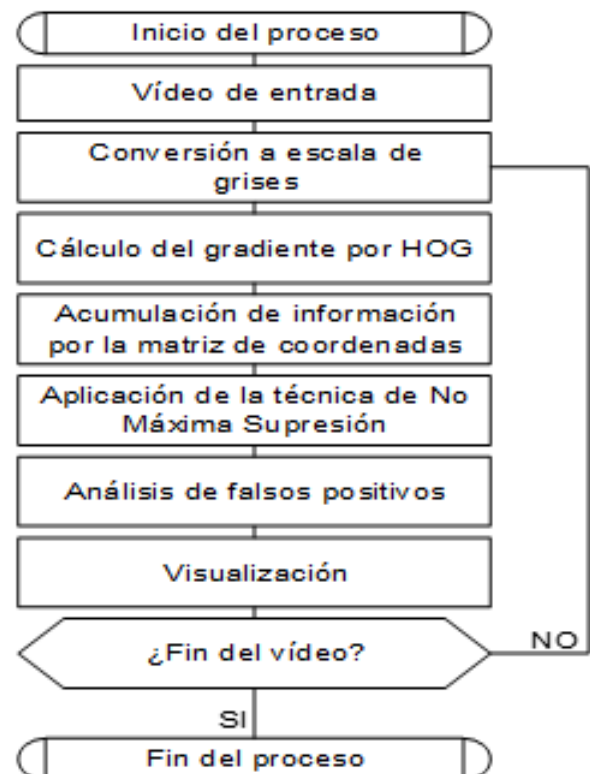 Inicio del proceso
Vídeo de entrada
Conversión a escala de
grises
Cálculo del gradiente por HOG
Acumulación de información
por la matriz de coordenadas
Aplicación de la técnica de No
Máxima Supresión
Análisis de falsos positivos
Visualización
¿Fin del vídeo?
NO
SI
Fin del proceso